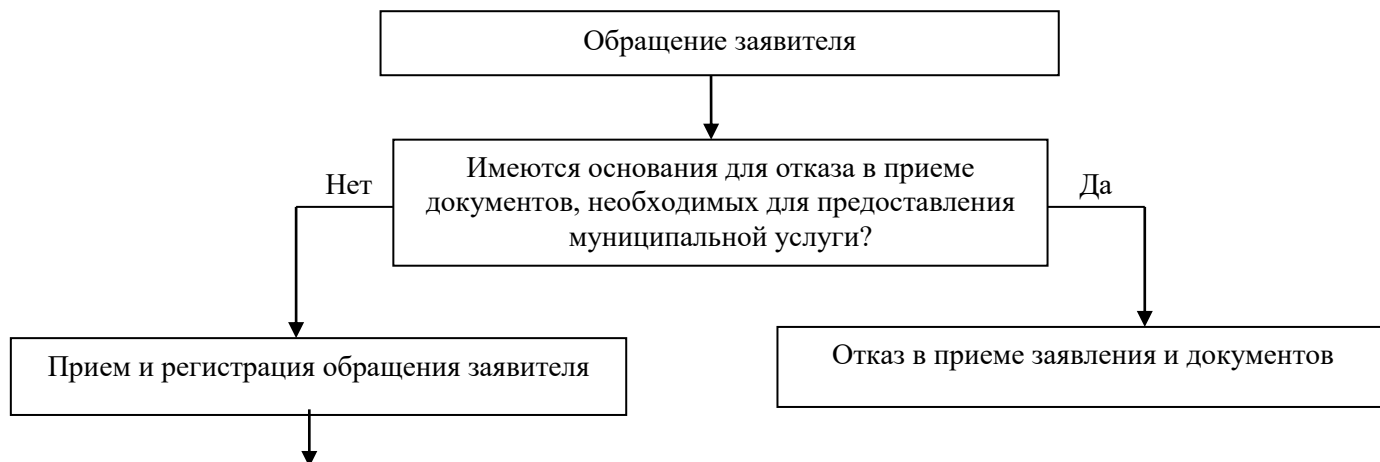 Обращение заявителя
Имеются основания для отказа в приеме
документов, необходимых для предоставления
муниципальной услуги?
Нет
Да
Прием и регистрация обращения заявителя
Отказ в приеме заявления и документов